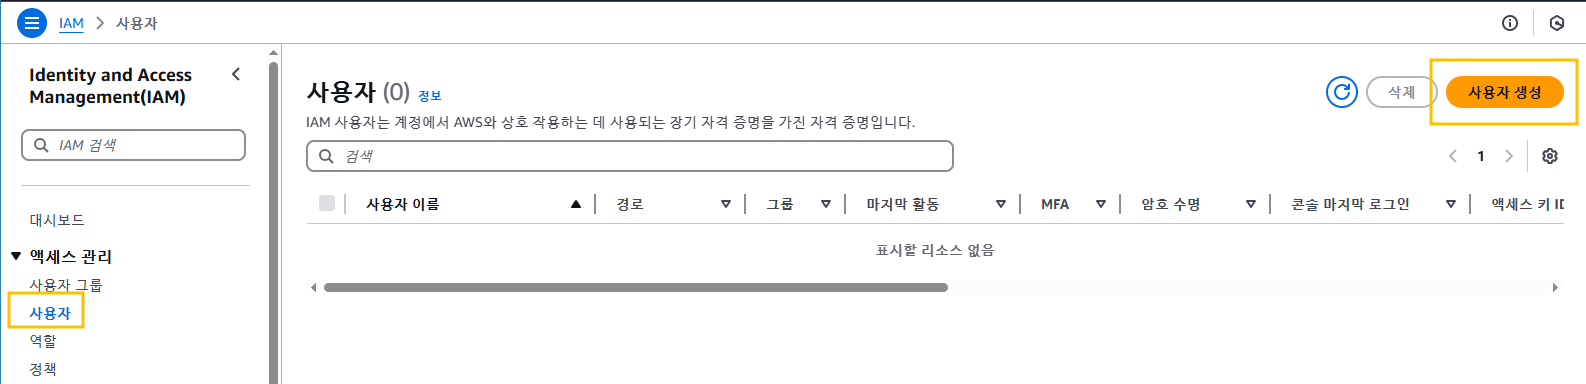 IAM > 사용자
Identity and Access
Management(IAM)
IAM 검색
대시보드
액세스 관리
사용자 그룹
사용자
역할
정책
사용자 (0) 정보
삭제
사용자 생성
IAM 사용자는 계정에서 AWS와 상호 작용하는 데 사용되는 장기 자격 증명을 가진 자격 증명입니다.
검색
1
사용자 이름 경로 그룹 마지막 활동 MFA 암호 수명 콘솔 마지막 로그인 액세스 키 ID
표시할 리소스 없음